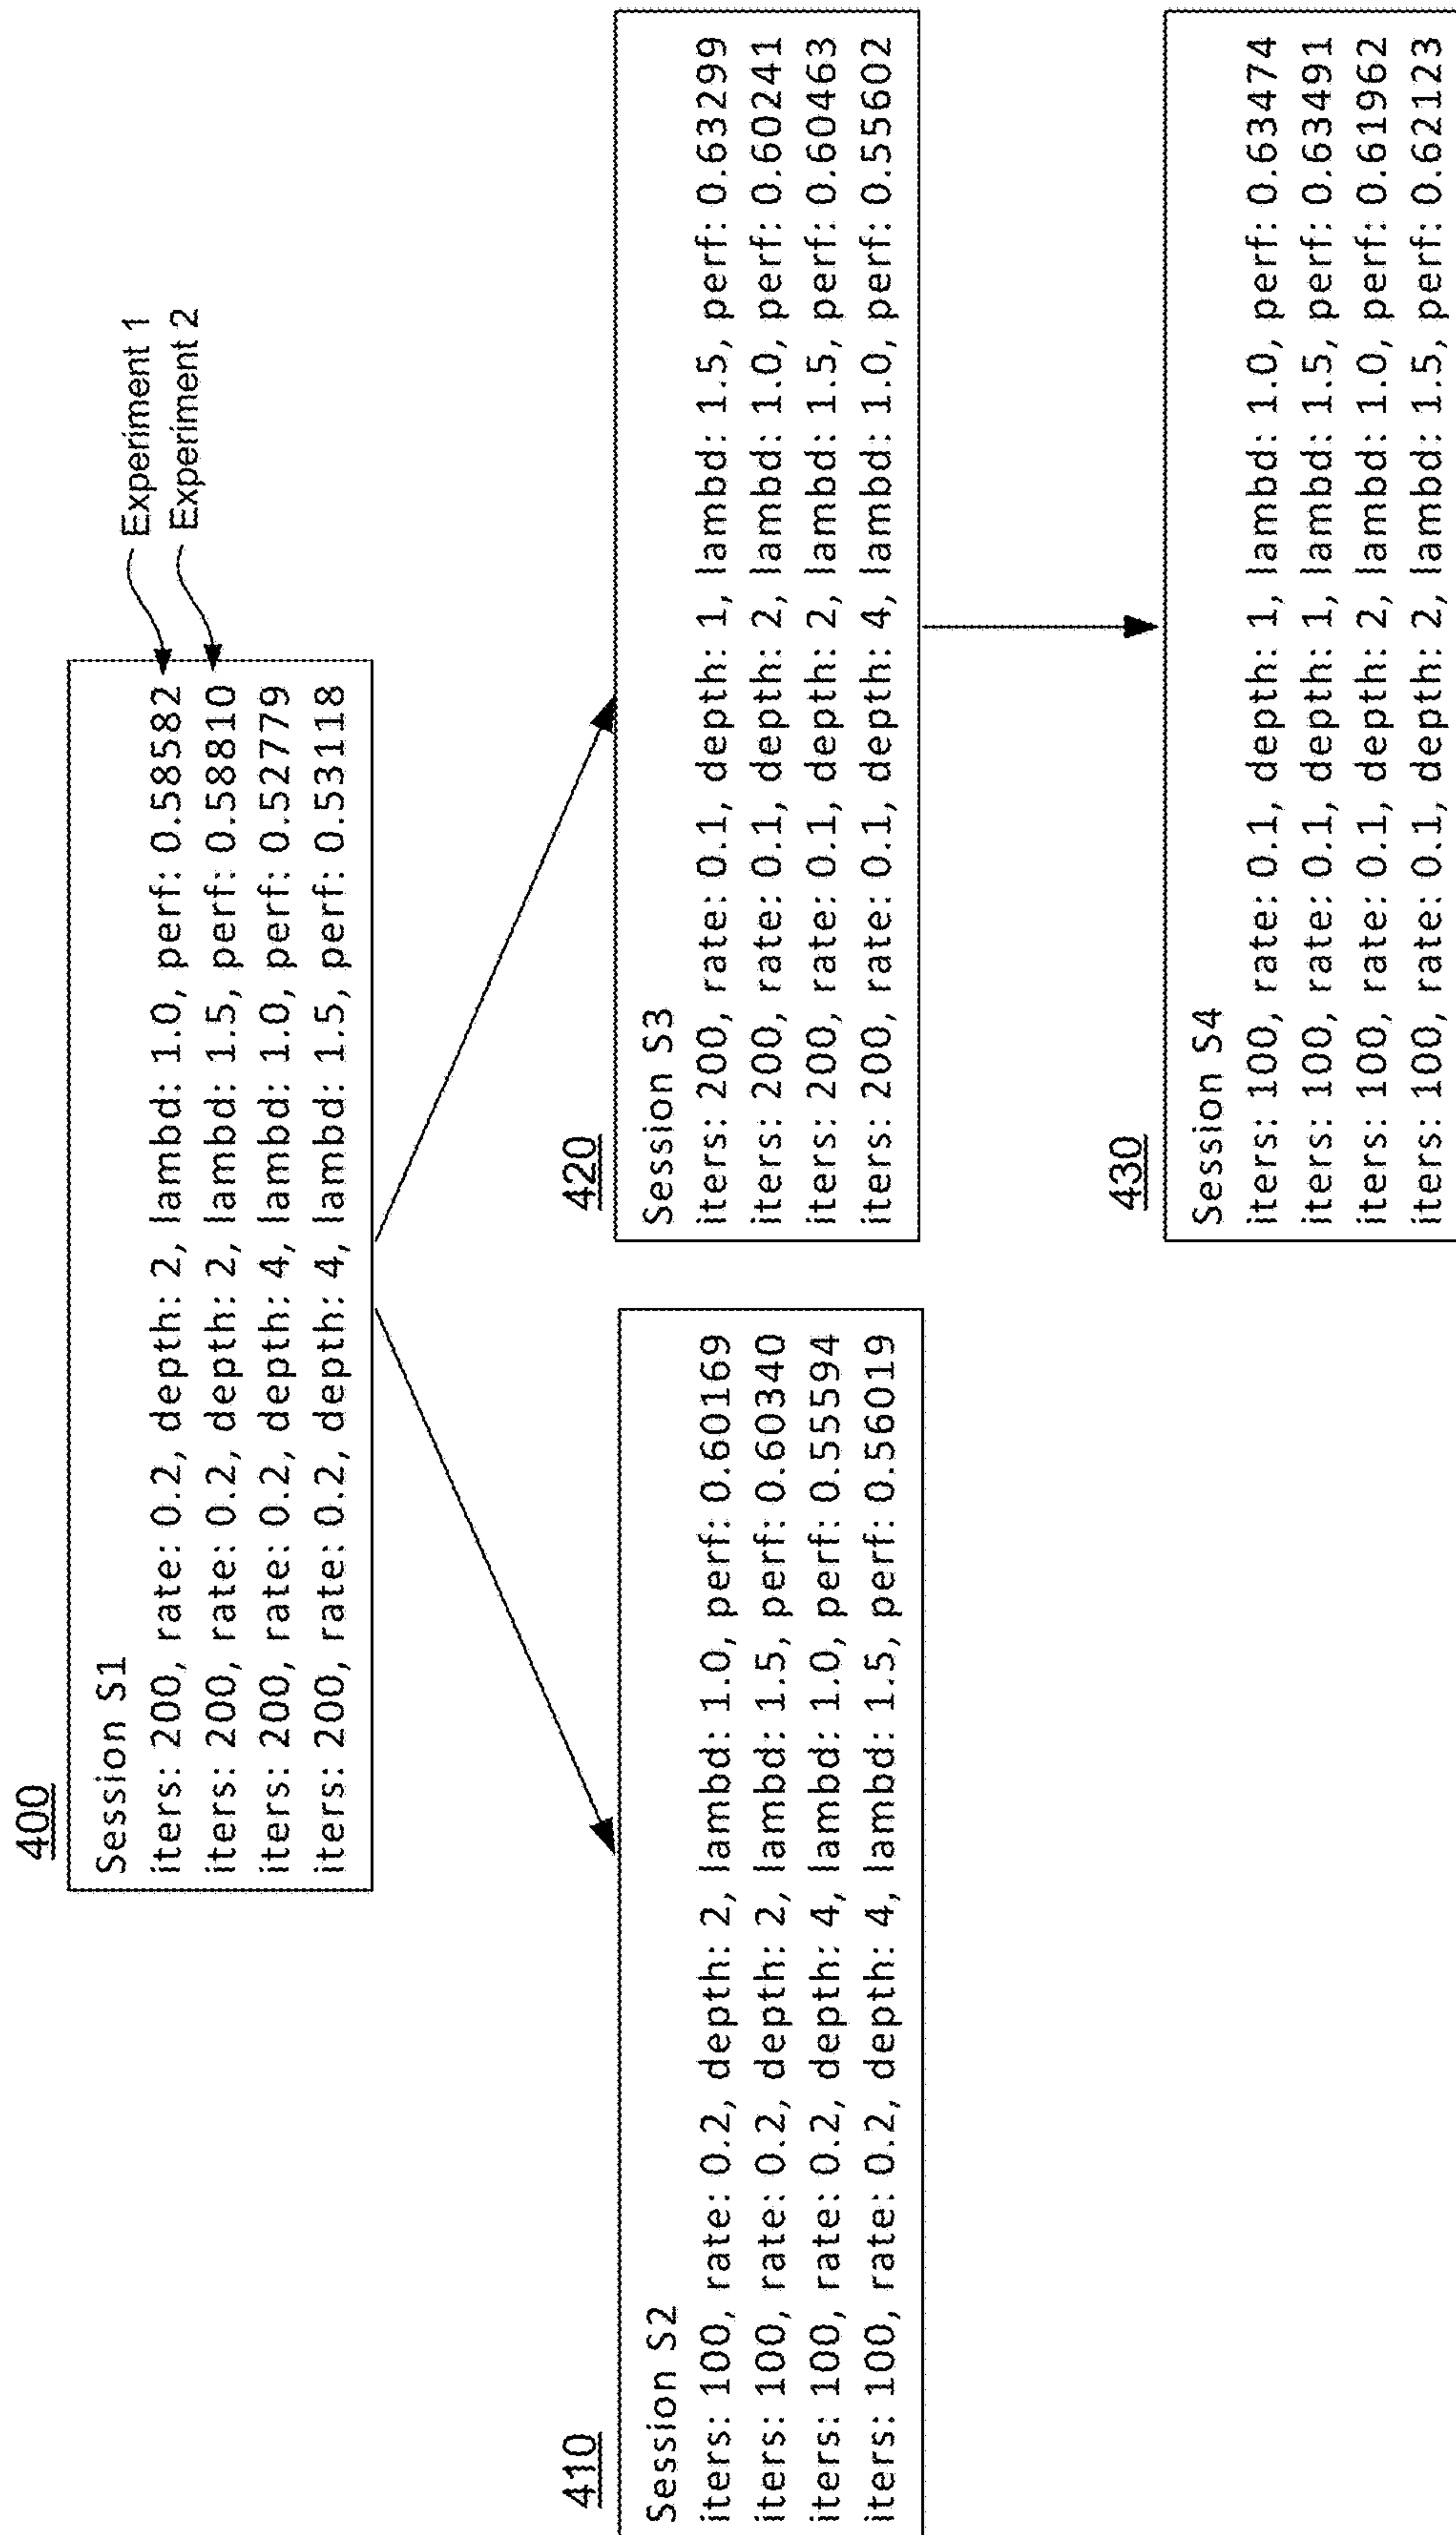 400
Session S1
iters: 200, rate: 0.2, depth: 2, lambd: 1.0, perf: 0.58582
iters: 200, rate: 0.2, depth: 2, lambd: 1.5, perf: 0.58810
iters: 200, rate: 0.2, depth: 4, lambd: 1.0, perf: 0.52779
iters: 200, rate: 0.2, depth: 4, lambd: 1.5, perf: 0.53118
Experiment 1
Experiment 2
410
Session S2
iters: 100, rate: 0.2, depth: 2, lambd: 1.0, perf: 0.60169
iters: 100, rate: 0.2, depth: 2, lambd: 1.5, perf: 0.60340
iters: 100, rate: 0.2, depth: 4, lambd: 1.0, perf: 0.55594
iters: 100, rate: 0.2, depth: 4, lambd: 1.5, perf: 0.56019
420
Session S3
iters: 200, rate: 0.1, depth: 1, lambd: 1.5, perf: 0.63299
iters: 200, rate: 0.1, depth: 2, lambd: 1.0, perf: 0.60241
iters: 200, rate: 0.1, depth: 2, lambd: 1.5, perf: 0.60463
iters: 200, rate: 0.1, depth: 4, lambd: 1.0, perf: 0.55602
430
Session S4
iters: 100, rate: 0.1, depth: 1, lambd: 1.0, perf: 0.63474
iters: 100, rate: 0.1, depth: 1, lambd: 1.5, perf: 0.63491
iters: 100, rate: 0.1, depth: 2, lambd: 1.0, perf: 0.61962
iters: 100, rate: 0.1, depth: 2, lambd: 1.5, perf: 0.62123